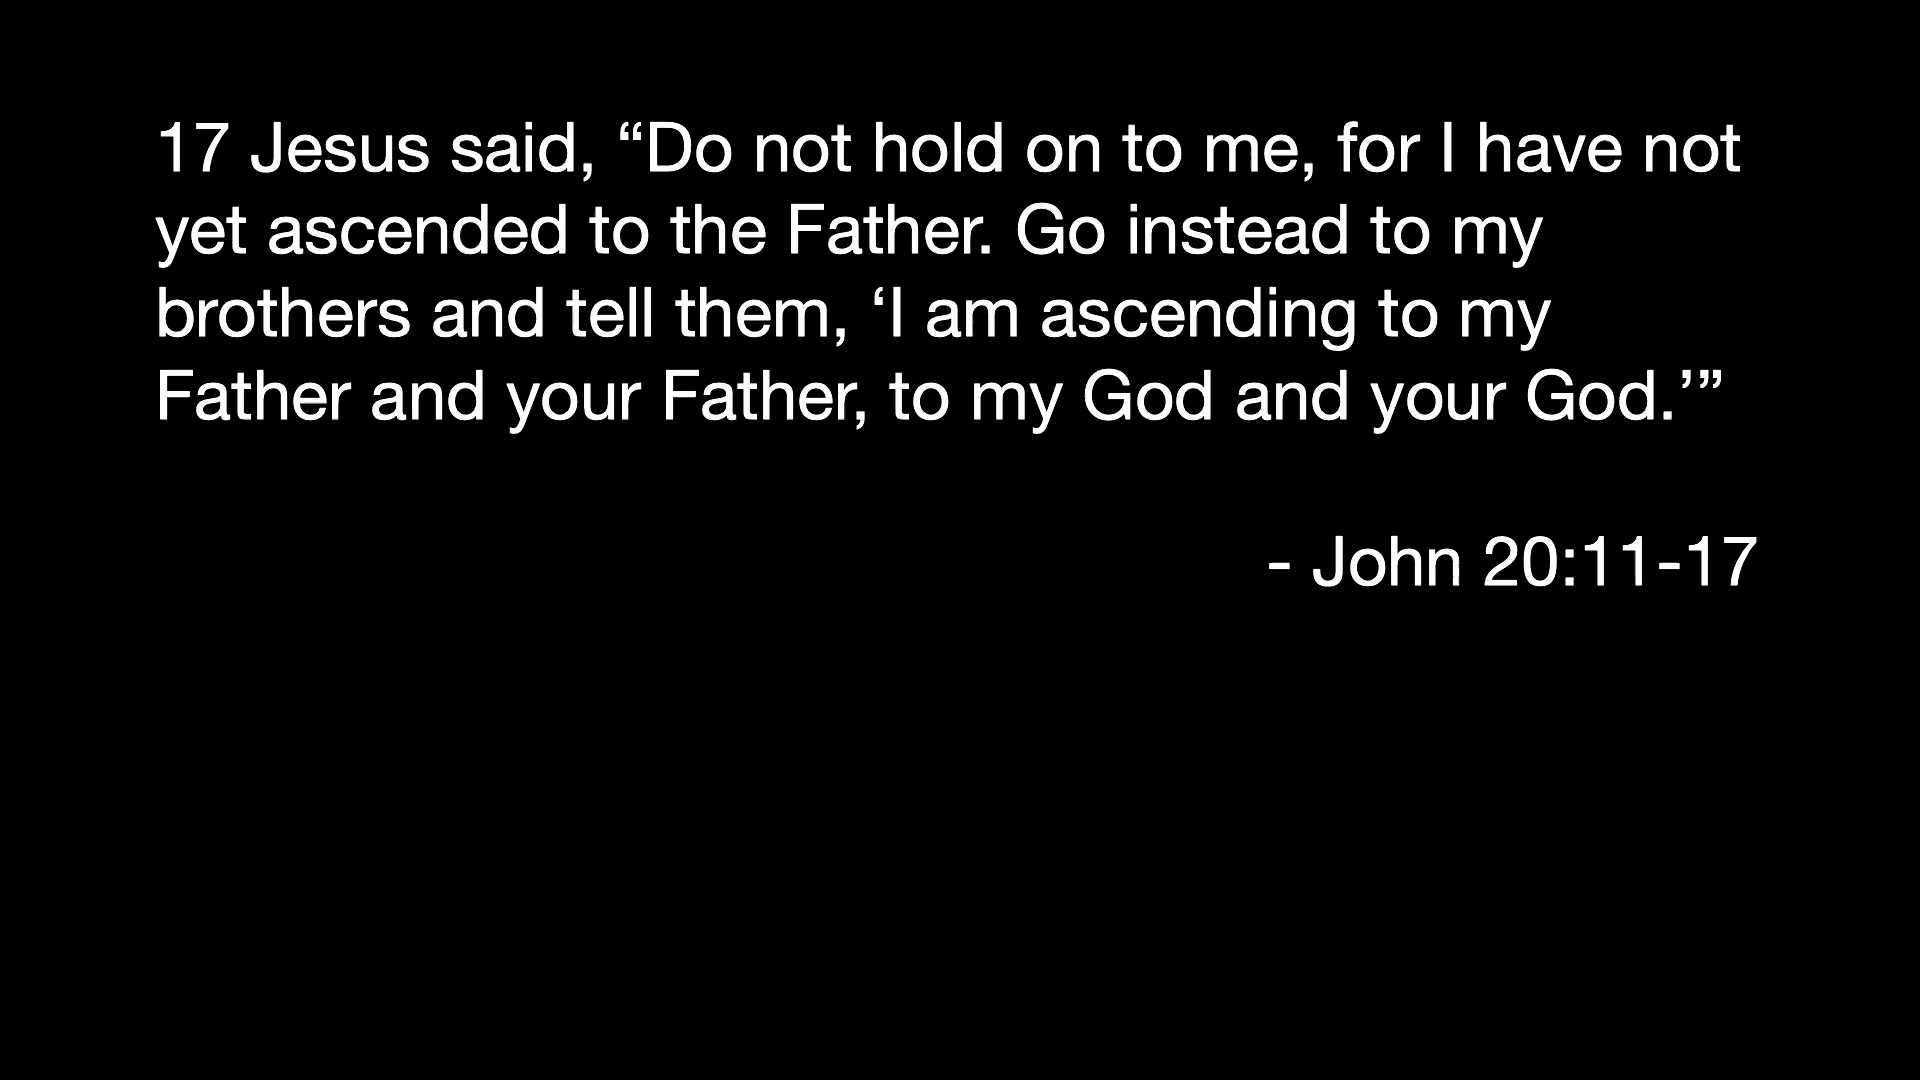 17 Jesus said, “Do not hold on to me, for I have not
yet ascended to the Father. Go instead to my
brothers and tell them, ‘I am ascending to my
Father and your Father, to my God and your God.’”
- John 20:11-17